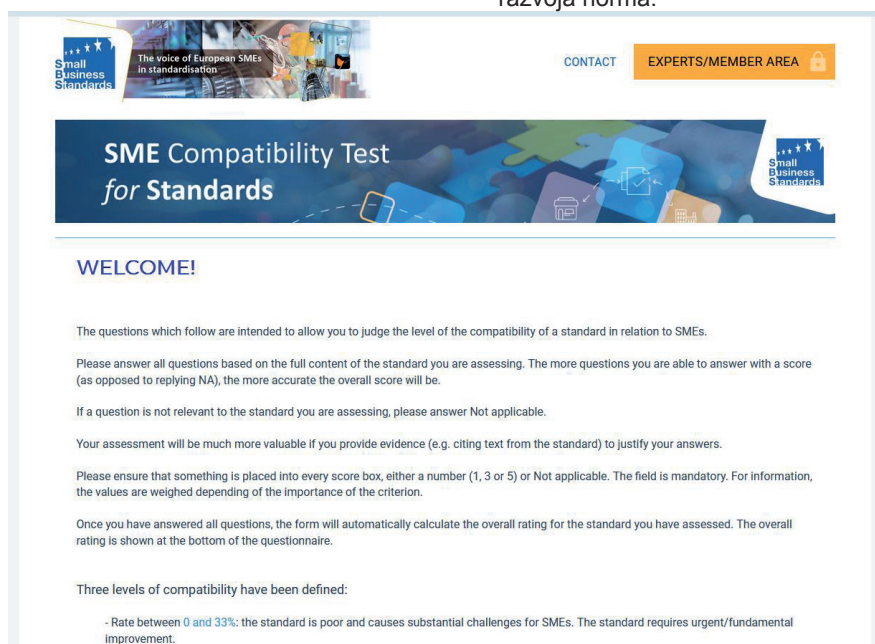 razvoja norma.
Small
Business
Standards
The voice of European SMEs
in standardisation
CONTACT
EXPERTS/MEMBER AREA
SME Compatibility Test
for Standards
Small
Business
Standards
WELCOME!
The questions which follow are intended to allow you to judge the level of the compatibility of a standard in relation to SMEs.
Please answer all questions based on the full content of the standard you are assessing. The more questions you are able to answer with a score
(as opposed to replying NA), the more accurate the overall score will be.
If a question is not relevant to the standard you are assessing, please answer Not applicable.
Your assessment will be much more valuable if you provide evidence (e.g. citing text from the standard) to justify your answers.
Please ensure that something is placed into every score box, either a number (1, 3 or 5) or Not applicable. The field is mandatory. For information,
the values are weighed depending of the importance of the criterion.
Once you have answered all questions, the form will automatically calculate the overall rating for the standard you have assessed. The overall
rating is shown at the bottom of the questionnaire.
Three levels of compatibility have been defined:
- Rate between 0 and 33%: the standard is poor and causes substantial challenges for SMEs. The standard requires urgent/fundamental
improvement.